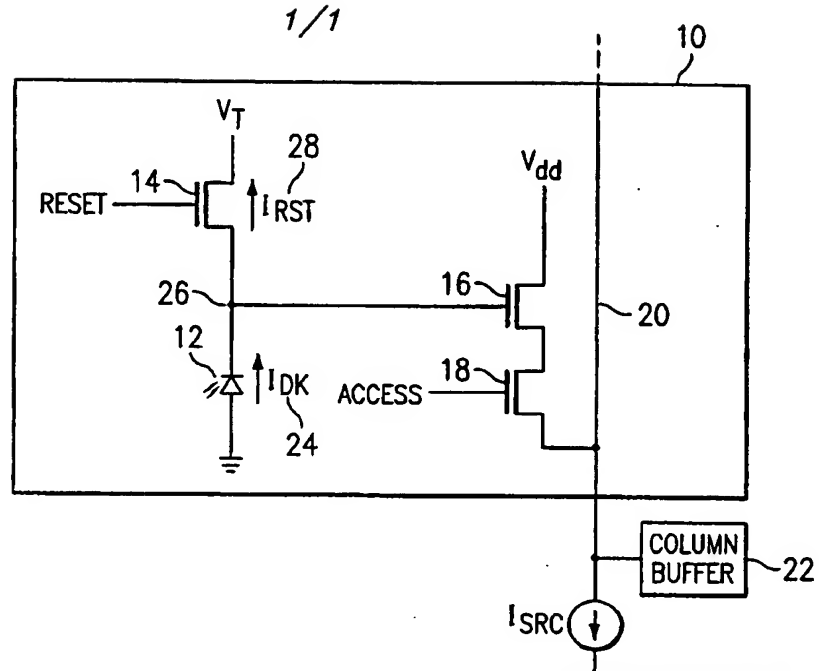 1/1
10
V_T
28
14
RESET
I_RST
V_dd
26
16
20
12
I_DK
24
18
ACCESS
COLUMN
BUFFER
22
I_SRC